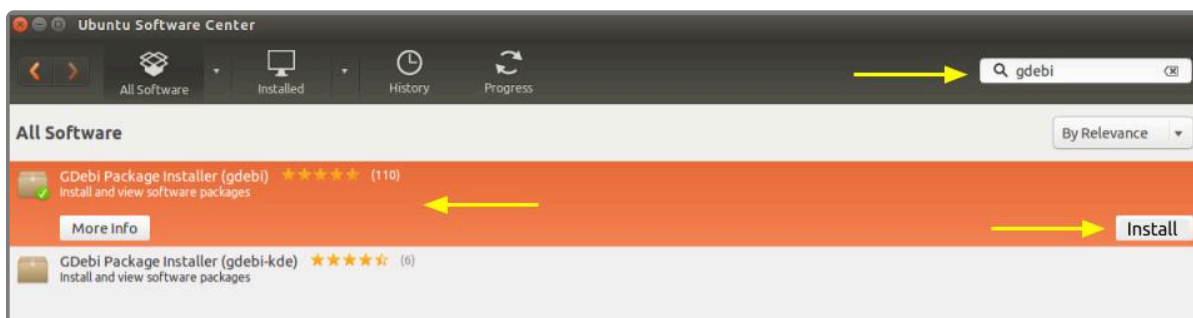 Ubuntu Software Center
All Software
Installed
History
Progress
gdebi
All Software
By Relevance
GDebi Package Installer (gdebi) (110)
Install and view software packages
More Info
Install
GDebi Package Installer (gdebi-kde) (6)
Install and view software packages